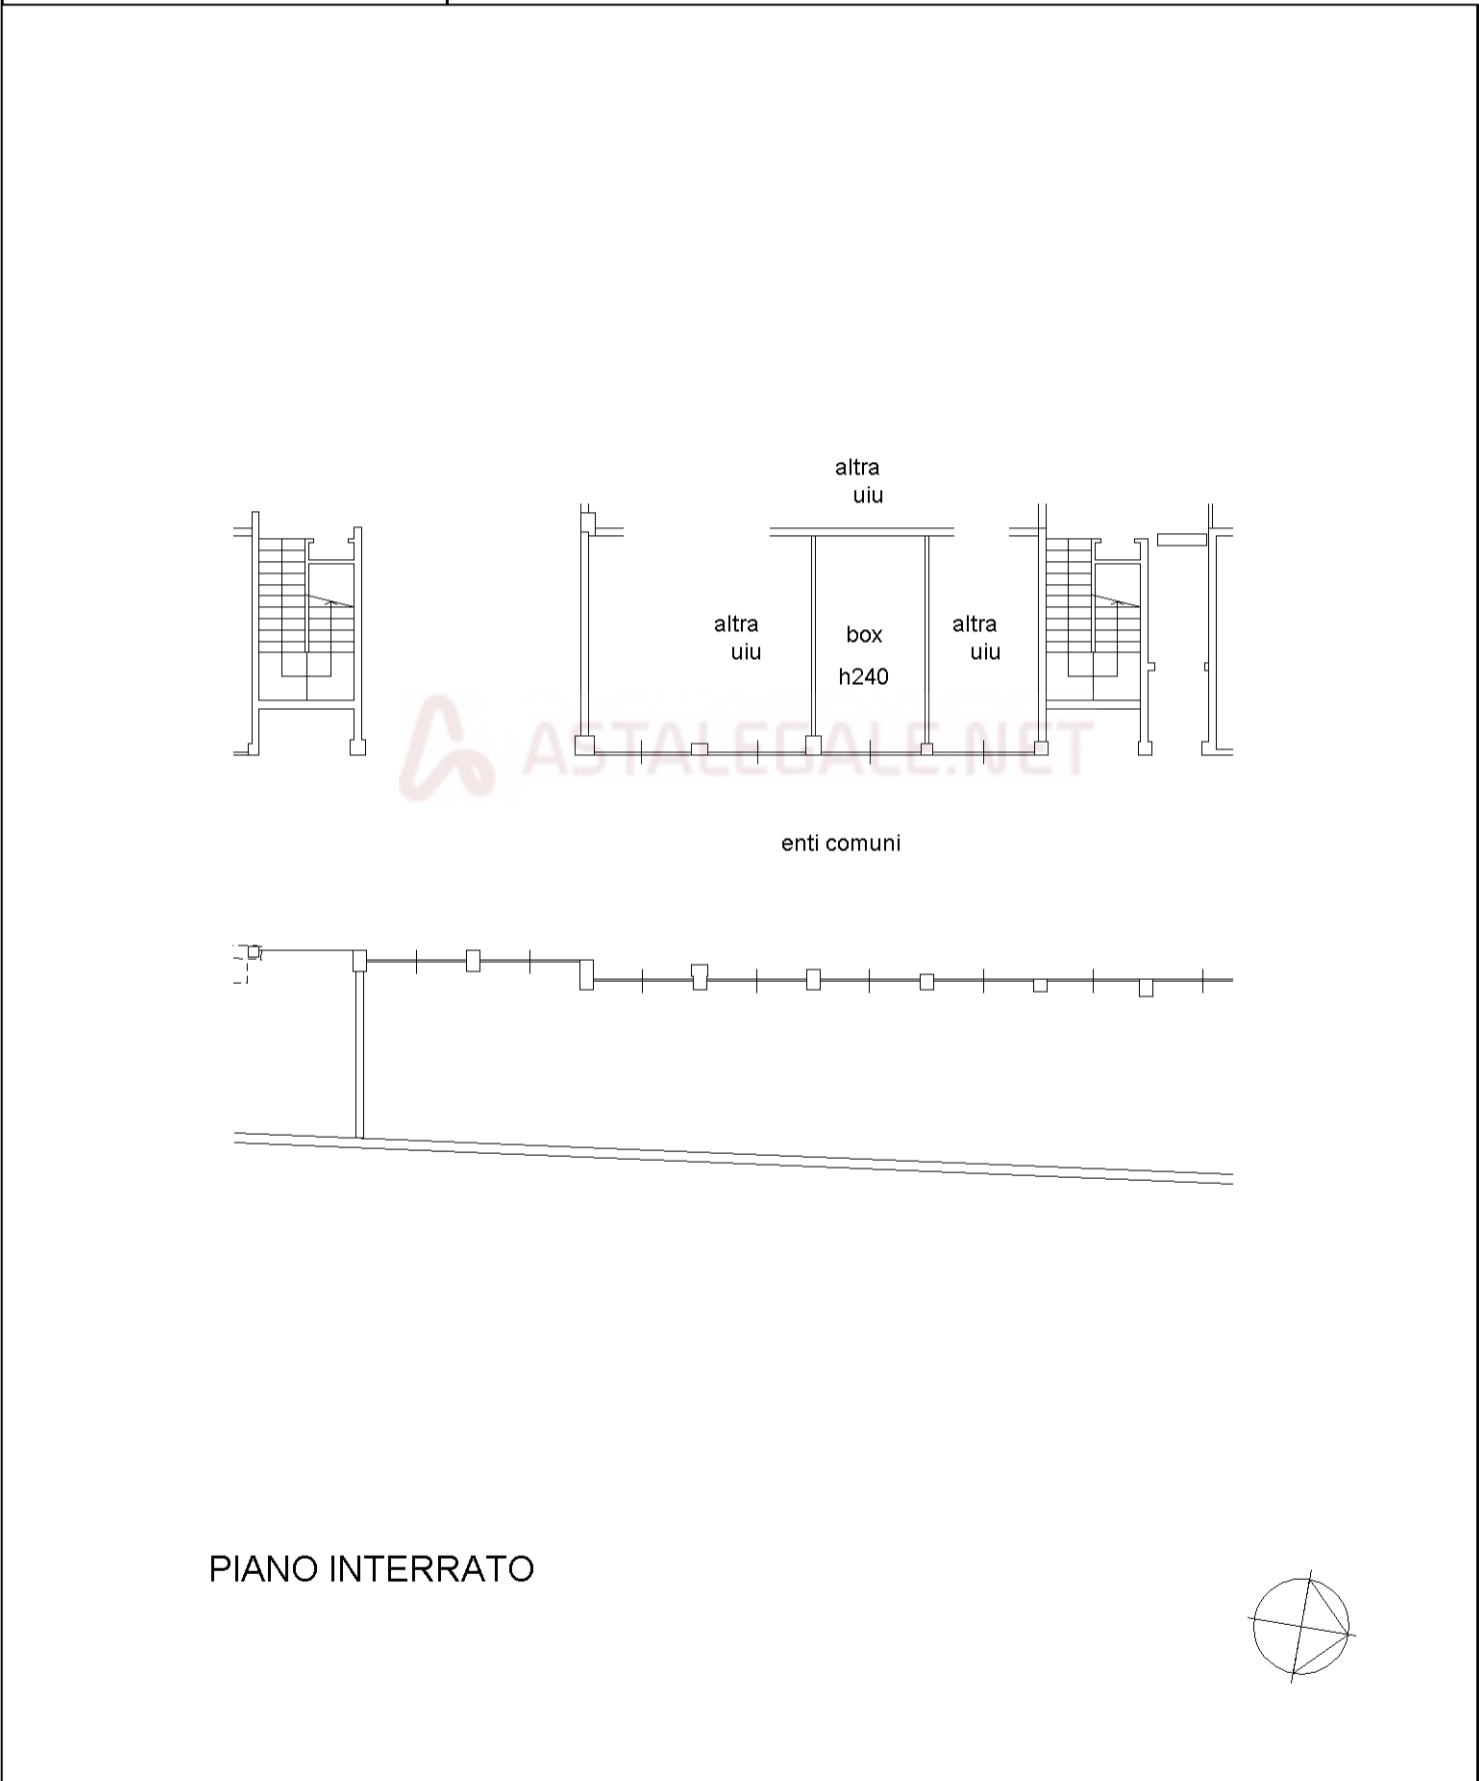 altra
uiu
altra
uiu
box
h240
altra
uiu
ASTALEGALE.NET
enti comuni
PIANO INTERRATO